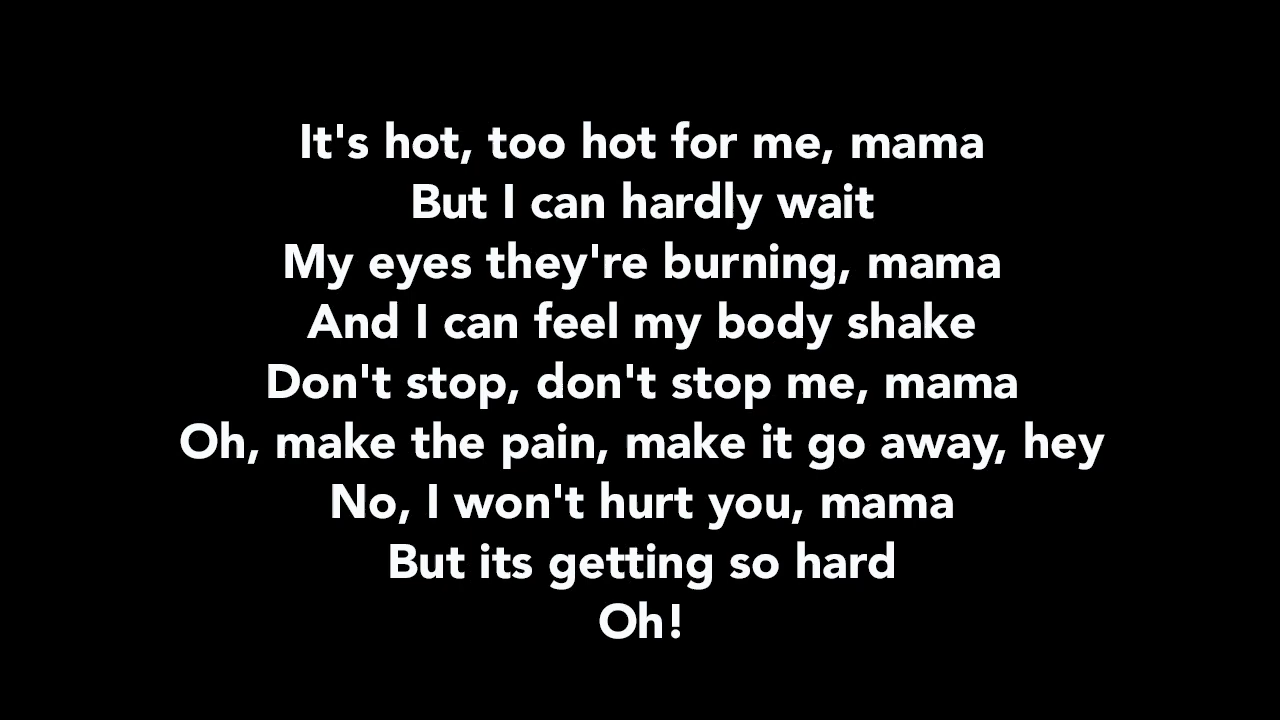 It's hot, too hot for me, mama
But I can hardly wait
My eyes they're burning, mama
And I can feel my body shake
Don't stop, don't stop me, mama
Oh, make the pain, make it go away, hey
No, I won't hurt you, mama
But its getting so hard
Oh!